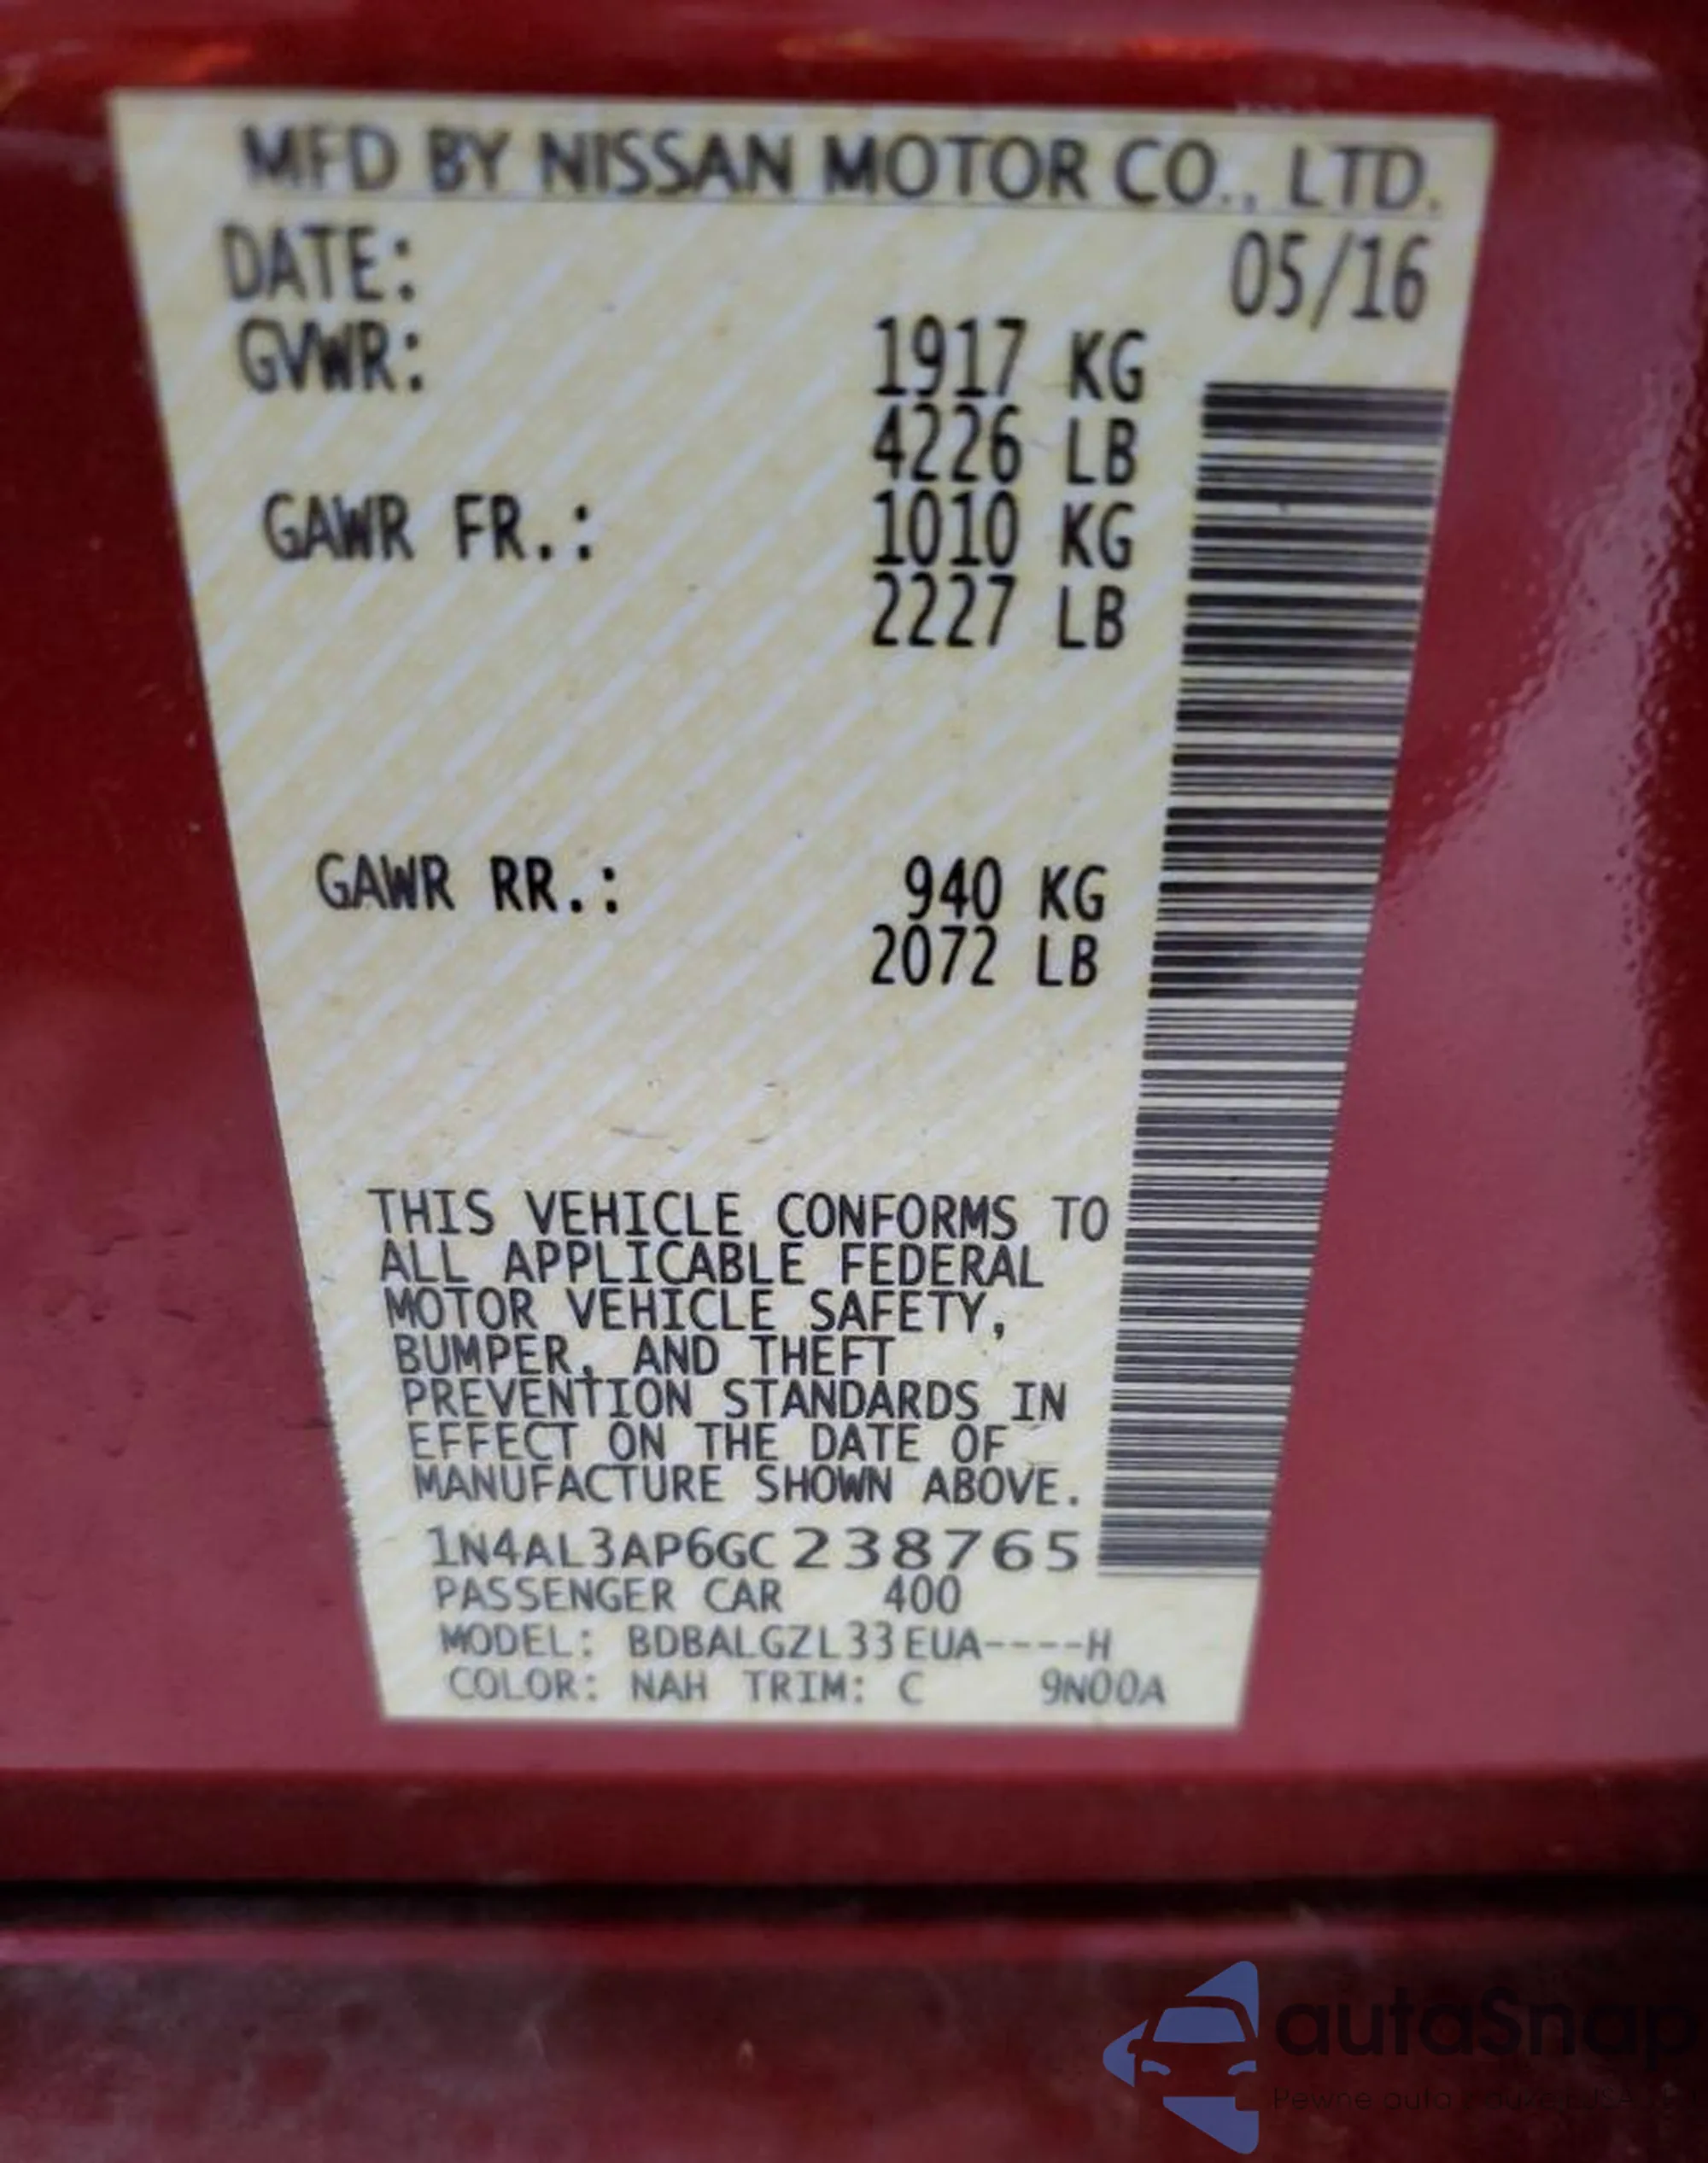 MFD BY NISSAN MOTOR CO., LTD.
DATE: 05/16
GVWR: 1917 KG
4226 LB
GAWR FR.: 1010 KG
2227 LB
GAWR RR.: 940 KG
2072 LB
THIS VEHICLE CONFORMS TO
ALL APPLICABLE FEDERAL
MOTOR VEHICLE SAFETY,
BUMPER, AND THEFT
PREVENTION STANDARDS IN
EFFECT ON THE DATE OF
MANUFACTURE SHOWN ABOVE.
1N4AL3AP6GC238765
PASSENGER CAR 400
MODEL: BDBALGZL33EUA----H
COLOR: NAH TRIM: C 9N00A
autaSnap
Pewne auta z USA